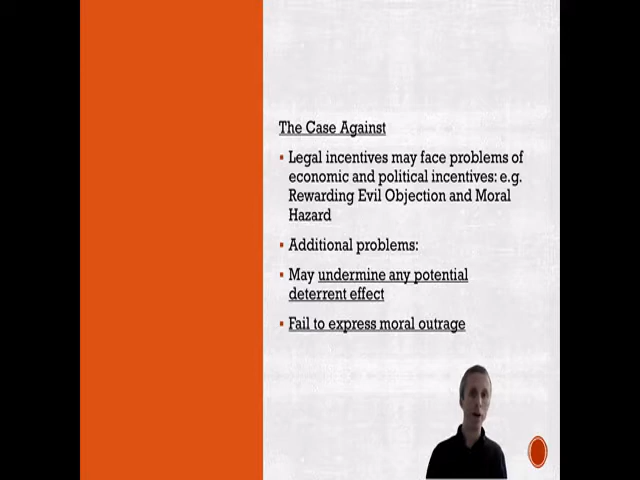 The Case Against
Legal incentives may face problems of
economic and political incentives: e.g.
Rewarding Evil Objection and Moral
Hazard
Additional problems:
May undermine any potential
deterrent effect
Fail to express moral outrage